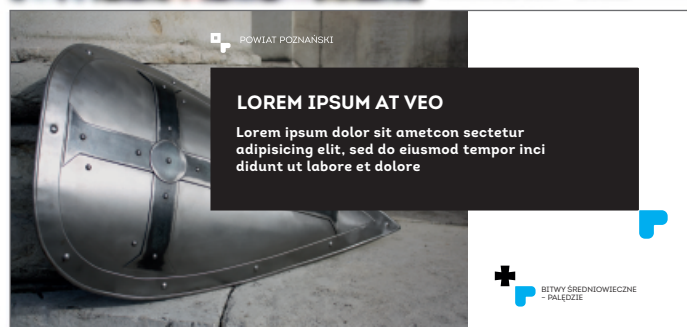 POWIAT POZNAŃSKI
LOREM IPSUM AT VEO
Lorem ipsum dolor sit ametcon sectetur
adipisicing elit, sed do eiusmod tempor inci
didunt ut labore et dolore
BITWY ŚREDNIOWIECZNE
– PALĘDZIE